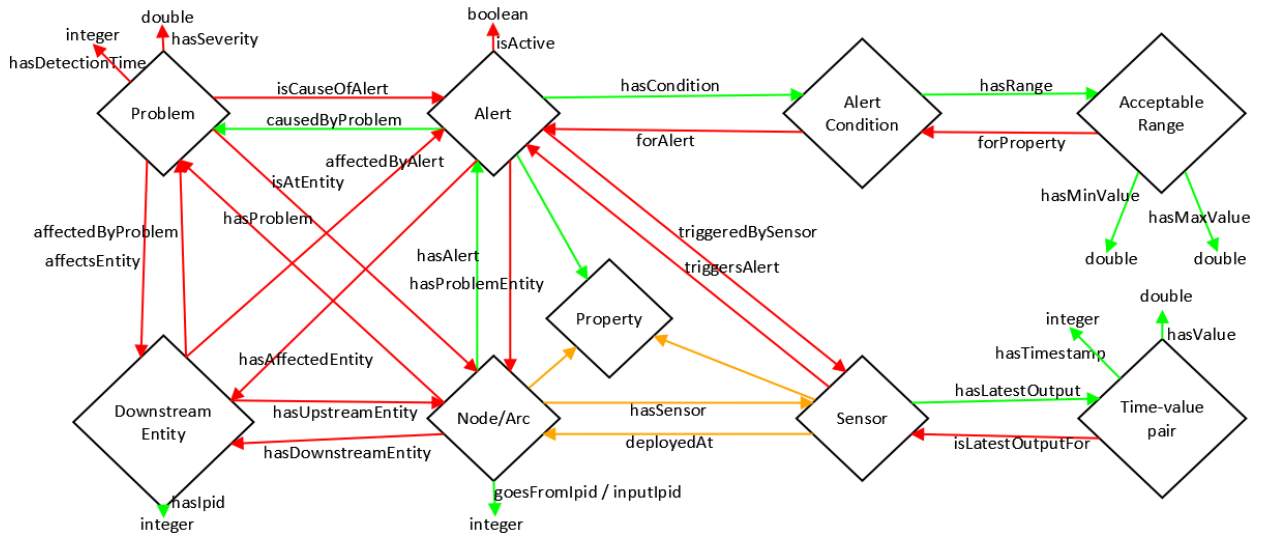 double
boolean
integer
hasSeverity
isActive
hasDetectionTime
isCauseOfAlert
hasCondition
hasRange
Problem
Alert
Alert
Condition
Acceptable
Range
causedByProblem
forAlert
forProperty
affectedByAlert
isAtEntity
hasMinValue
hasMaxValue
hasProblem
affectedByProblem
triggeredBySensor
hasAlert
affectsEntity
triggersAlert
double
double
hasProblemEntity
double
Property
integer
hasValue
hasAffectedEntity
hasTimestamp
hasLatestOutput
Downstream
Entity
hasUpstreamEntity
Node/Arc
hasSensor
Sensor
Time-value
pair
hasDownstreamEntity
deployedAt
isLatestOutputFor
hasIpid
goesFromIpid / inputIpid
integer
integer